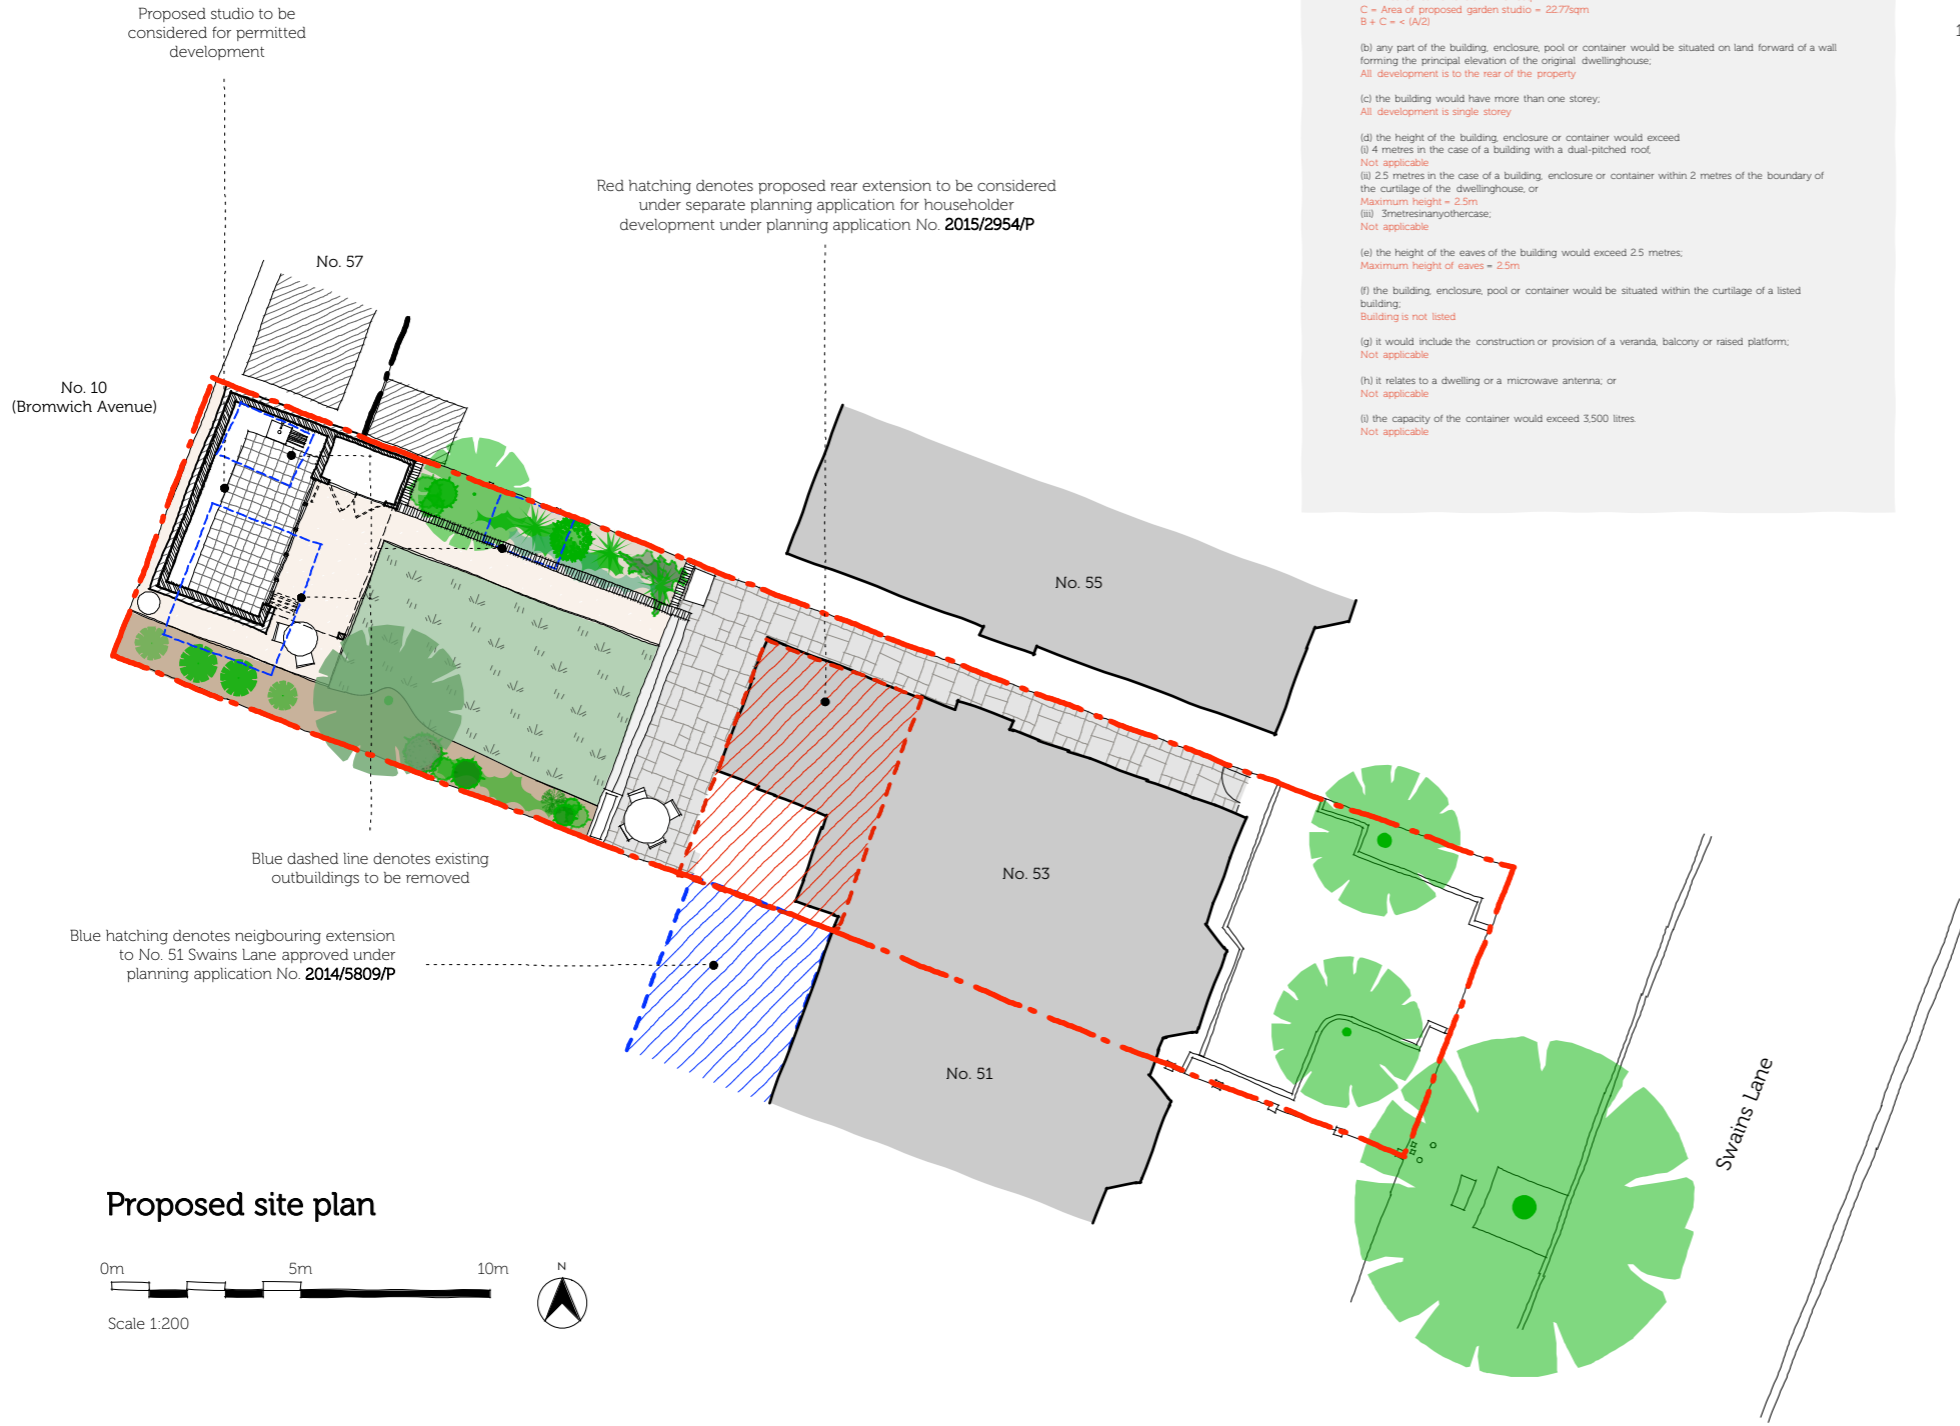 Proposed studio to be
considered for permitted
development
C = Area of proposed garden studio = 22.77sqm
B + C = < (A/2)
(b) any part of the building, enclosure, pool or container would be situated on land forward of a wall
forming the principal elevation of the original dwellinghouse;
All development is to the rear of the property
(c) the building would have more than one storey;
All development is single storey
(d) the height of the building, enclosure or container would exceed
(i) 4 metres in the case of a building with a dual-pitched roof,
Not applicable
(ii) 2.5 metres in the case of a building, enclosure or container within 2 metres of the boundary of
the curtilage of the dwellinghouse, or
Maximum height = 2.5m
(iii) 3metresinanyothercase;
Not applicable
(e) the height of the eaves of the building would exceed 2.5 metres;
Maximum height of eaves = 2.5m
(f) the building, enclosure, pool or container would be situated within the curtilage of a listed
building;
Building is not listed
(g) it would include the construction or provision of a veranda, balcony or raised platform;
Not applicable
(h) it relates to a dwelling or a microwave antenna; or
Not applicable
(i) the capacity of the container would exceed 3,500 litres.
Not applicable
Red hatching denotes proposed rear extension to be considered
under separate planning application for householder
development under planning application No. 2015/2954/P
No. 57
No. 10
(Bromwich Avenue)
No. 55
Blue dashed line denotes existing
outbuildings to be removed
No. 53
Blue hatching denotes neigbouring extension
to No. 51 Swains Lane approved under
planning application No. 2014/5809/P
No. 51
Swains Lane
Proposed site plan
0m 5m 10m
N
Scale 1:200